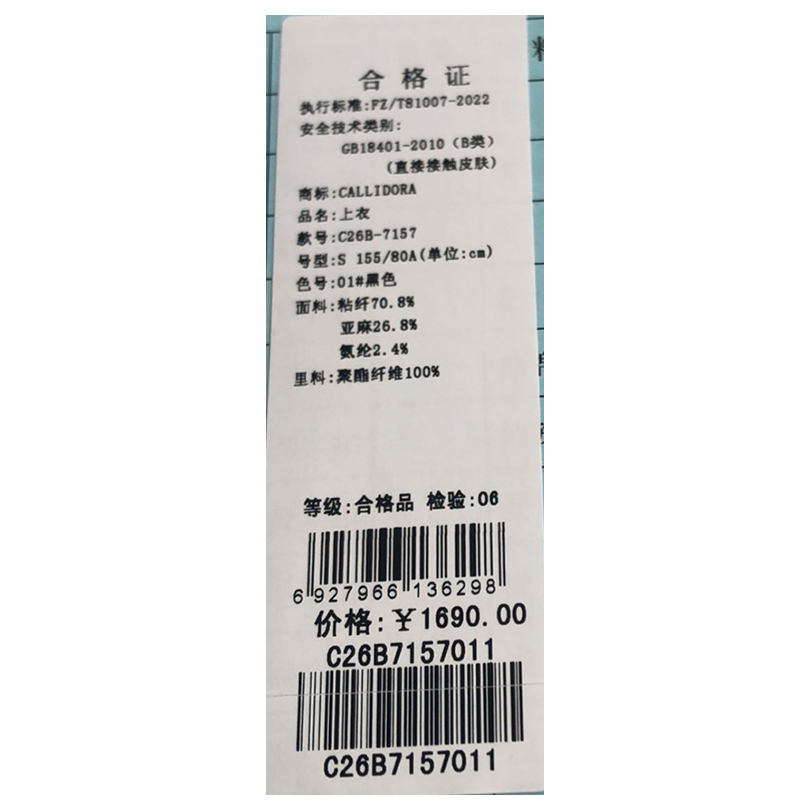 合格证
执行标准:FZ/T81007-2022
安全技术类别:
GB18401-2010（B类）
(直接接触皮肤)
商标:CALLIDORA
品名:上衣
款号:C26B-7157
号型:S 155/80A(单位:cm)
色号:01#黑色
面料:粘纤70.8%
亚麻26.8%
氨纶2.4%
里料:聚酯纤维100%
等级:合格品 检验:06
6 927966 136298
价格:￥1690.00
C26B7157011
C26B7157011